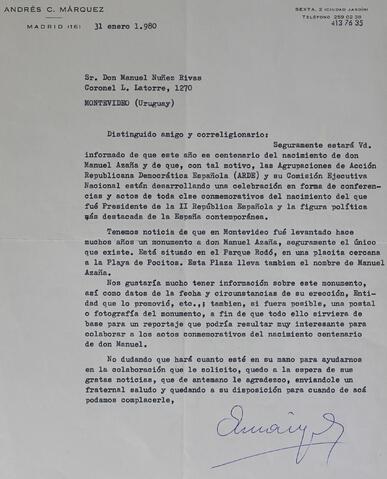 ANDRÉS C. MÁRQUEZ
MADRID (16)
SEXTA, 2 (CIUDAD JARDÍN)
TELÉFONO 259 02 38
413 76 35
31 enero 1.980
Sr. Don Manuel Nuñez Rivas
Coronel L. Latorre, 1270
MONTEVIDEO (Uruguay)
Distinguido amigo y correligionario:
Seguramente estará Vd.
informado de que este año es centenario del nacimiento de don
Manuel Azaña y de que, con tal motivo, las Agrupaciones de Acción
Republicana Democrática Española (ARDE) y su Comisión Ejecutiva
Nacional están desarrollando una celebración en forma de conferen-
cias y actos de todo clse conmemorativos del nacimiento del que
fué Presidente de la II República Española y la figura política
más destacada de la España contemporánea.
Tenemos noticia de que en Montevideo fué levantado hace
muchos años un monumento a don Manuel Azaña, seguramente el único
que existe. Está situado en el Parque Rodó, en una placita cercana
a la Playa de Pocitos. Esta Plaza lleva tambien el nombre de Manuel
Azaña.
Nos gustaría mucho tener información sobre este monumento,
así como datos de la fecha y circunstancias de su erección, Enti-
dad que lo promovió, etc.,; tambien, si fuera posible, una postal
o fotografía del monumento, a fin de que todo ello sirviera de
base para un reportaje que podría resultar muy interesante para
colaborar a los actos conmemorativos del nacimiento centenario
de don Manuel.
No dudando que hará cuanto esté en su mano para ayudarnos
en la colaboración que le solicito, quedo a la espera de sus
gratas noticias, que de antemano le agradezco, enviandole un
fraternal saludo y quedando a su disposición para cuando de acá
podamos complacerle,